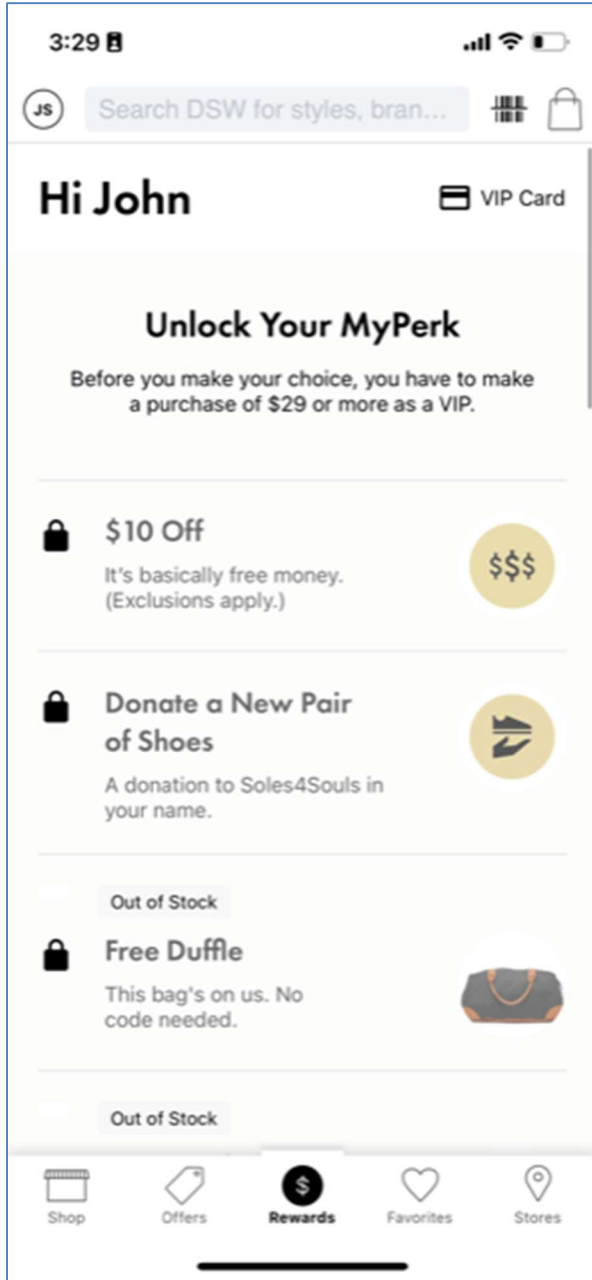 3:29
JS
Search DSW for styles, bran...
Hi John
VIP Card
Unlock Your MyPerk
Before you make your choice, you have to make
a purchase of $29 or more as a VIP.
$10 Off
It's basically free money.
(Exclusions apply.)
$$$
Donate a New Pair
of Shoes
A donation to Soles4Souls in
your name.
Out of Stock
Free Duffle
This bag's on us. No
code needed.
Out of Stock
$
Shop
Offers
Rewards
Favorites
Stores